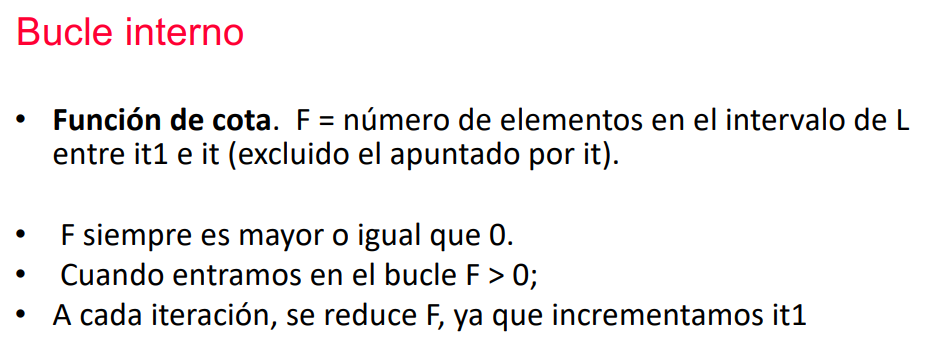 Bucle interno
• Función de cota. F = número de elementos en el intervalo de L
entre it1 e it (excluido el apuntado por it).
• F siempre es mayor o igual que 0.
• Cuando entramos en el bucle F > 0;
• A cada iteración, se reduce F, ya que incrementamos it1